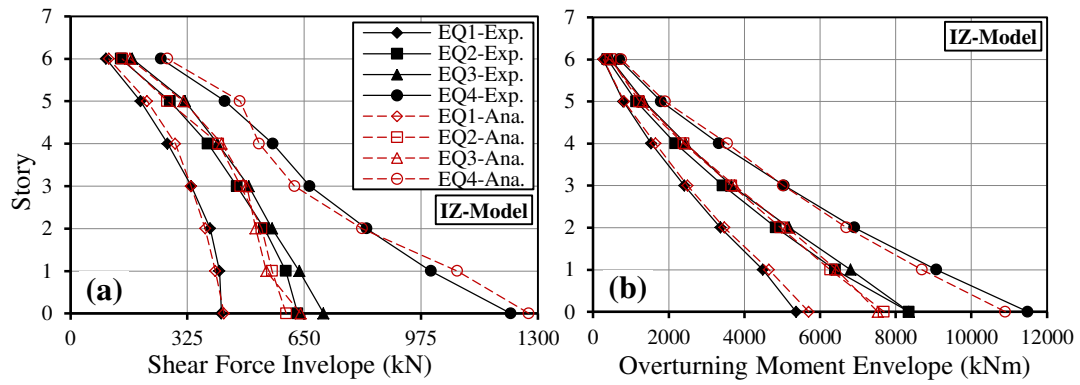 7
6
5
4
3
2
1
0
Story
EQ1-Exp.
EQ2-Exp.
EQ3-Exp.
EQ4-Exp.
EQ1-Ana.
EQ2-Ana.
EQ3-Ana.
EQ4-Ana.
IZ-Model
(a)
0 325 650 975 1300
Shear Force Invelope (kN)
7
6
5
4
3
2
1
0
IZ-Model
(b)
0 2000 4000 6000 8000 10000 12000
Overturning Moment Envelope (kNm)